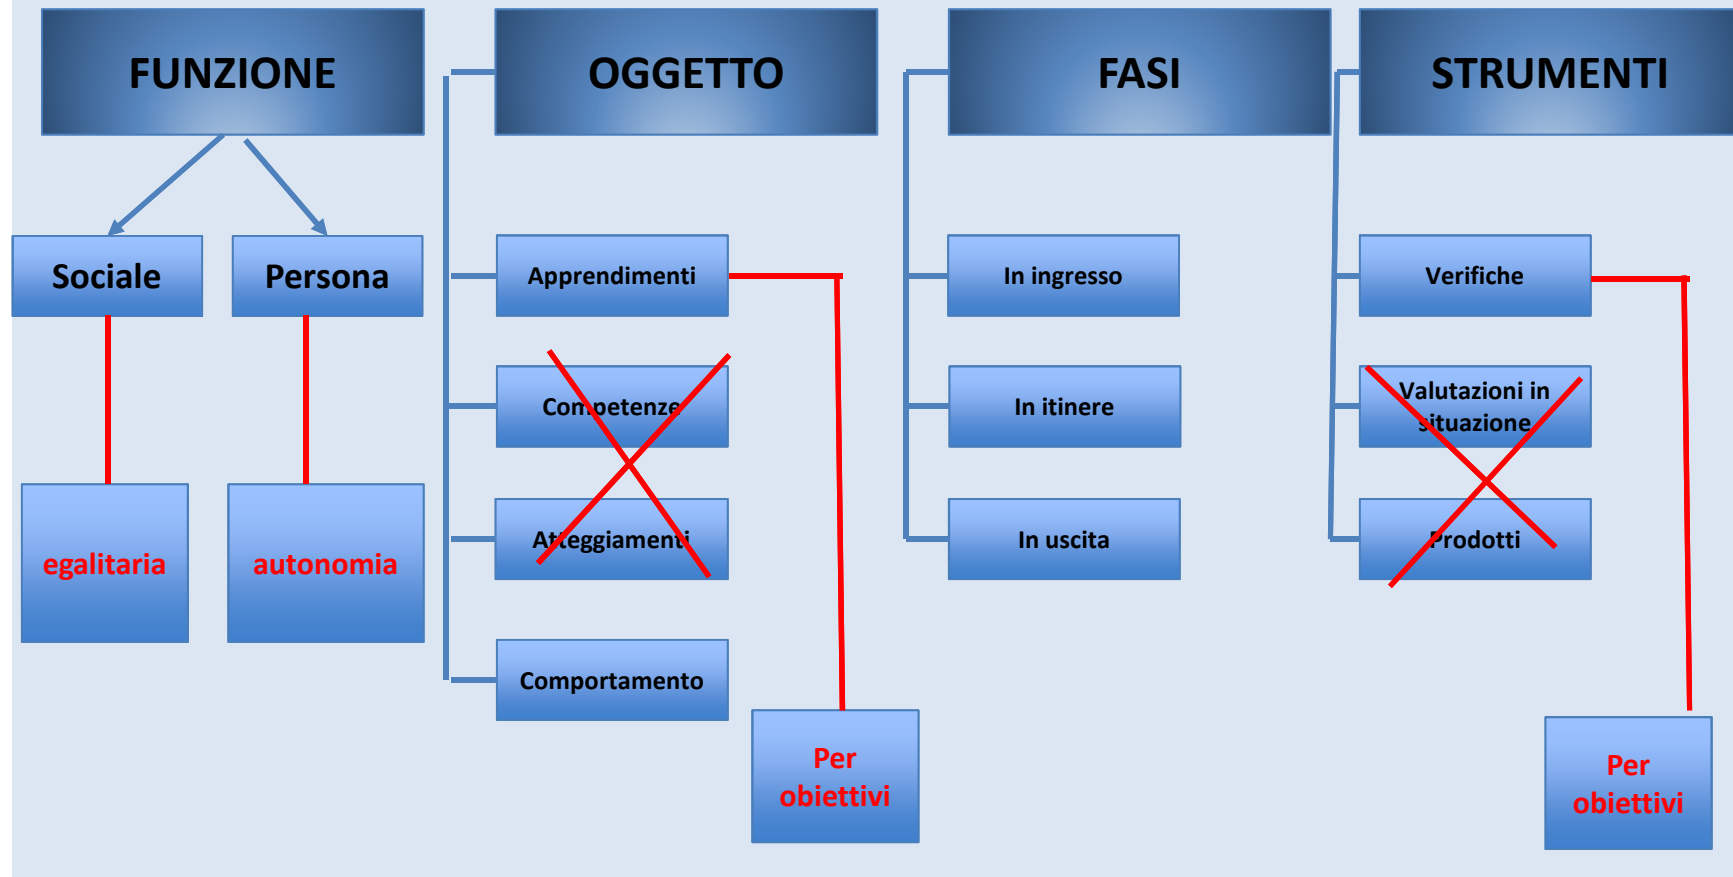 FUNZIONE
OGGETTO
FASI
STRUMENTI
Sociale
Persona
egalitaria
autonomia
Apprendimenti
Competenze
Atteggiamenti
Comportamento
Per
obiettivi
In ingresso
In itinere
In uscita
Verifiche
Valutazioni in
situazione
Prodotti
Per
obiettivi